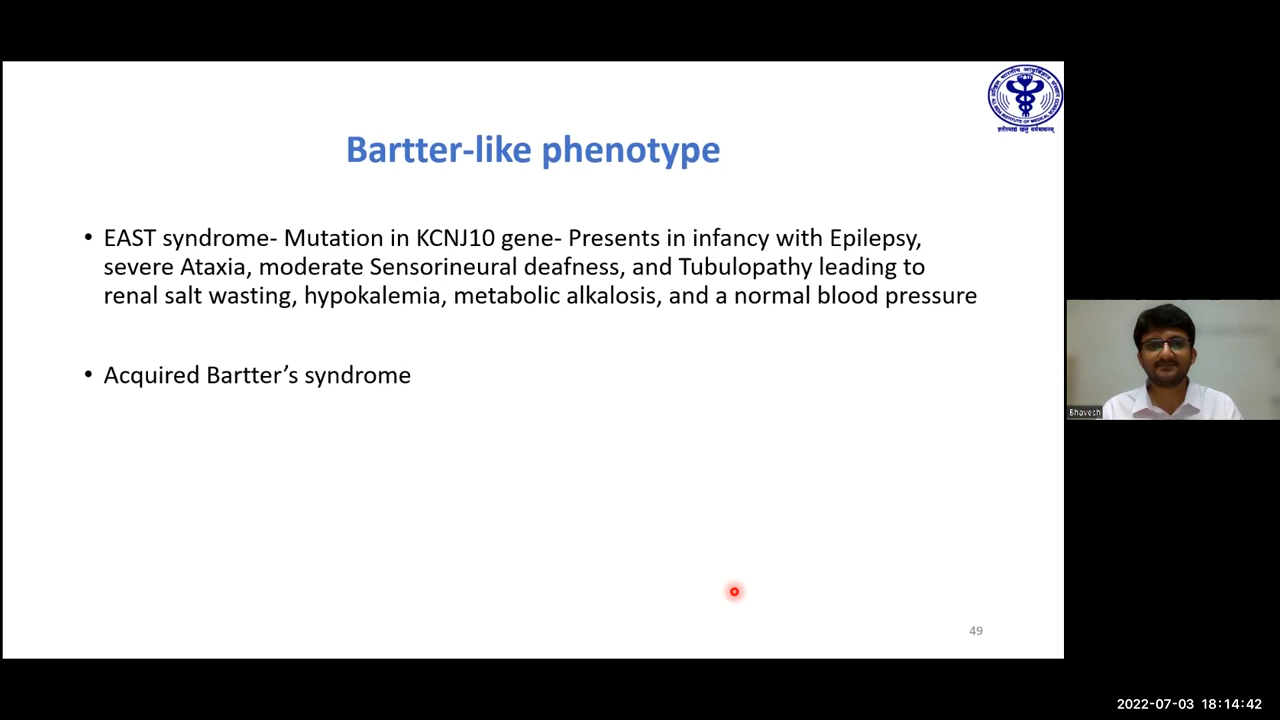 Bartter-like phenotype
• EAST syndrome- Mutation in KCNJ10 gene- Presents in infancy with Epilepsy,
severe Ataxia, moderate Sensorineural deafness, and Tubulopathy leading to
renal salt wasting, hypokalemia, metabolic alkalosis, and a normal blood pressure
• Acquired Bartter’s syndrome
49
Bhavesh
2022-07-03 18:14:42